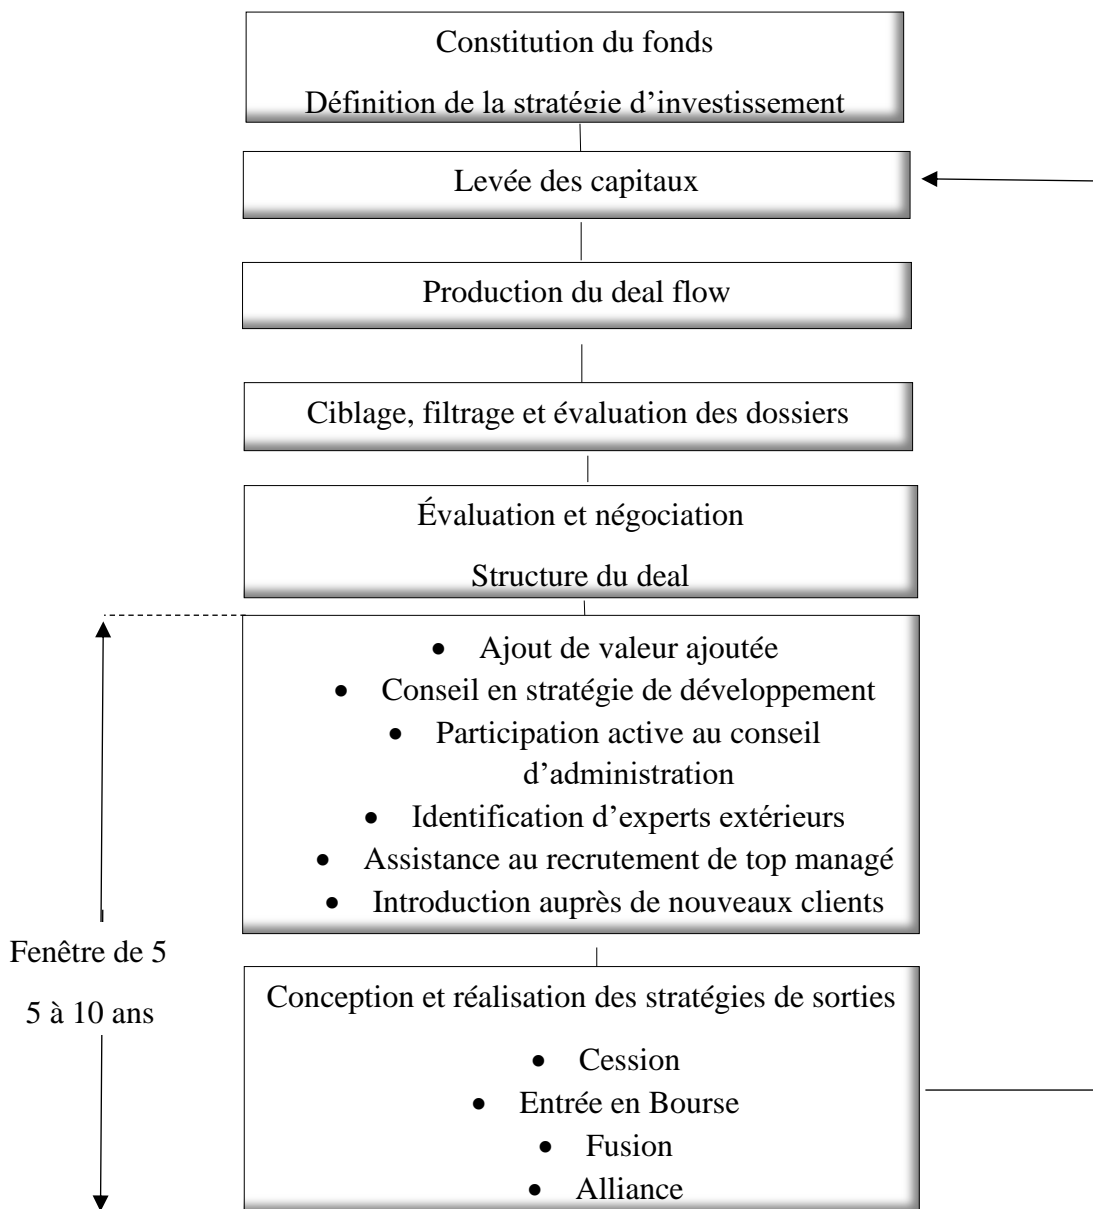 Constitution du fonds
Définition de la stratégie d’investissement
Levée des capitaux
Production du deal flow
Ciblage, filtrage et évaluation des dossiers
Évaluation et négociation
Structure du deal
• Ajout de valeur ajoutée
• Conseil en stratégie de développement
• Participation active au conseil
d’administration
• Identification d’experts extérieurs
• Assistance au recrutement de top managé
• Introduction auprès de nouveaux clients
Fenêtre de 5
5 à 10 ans
Conception et réalisation des stratégies de sorties
• Cession
• Entrée en Bourse
• Fusion
• Alliance